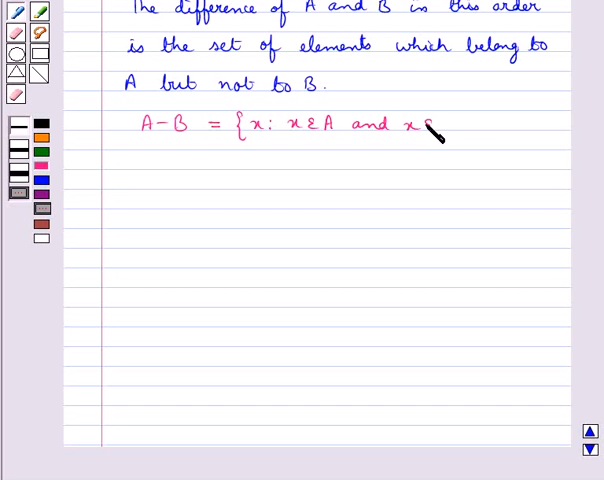 The difference of A and B in this order
is the set of elements which belong to
A but not to B.
A - B = { x : x ε A and x